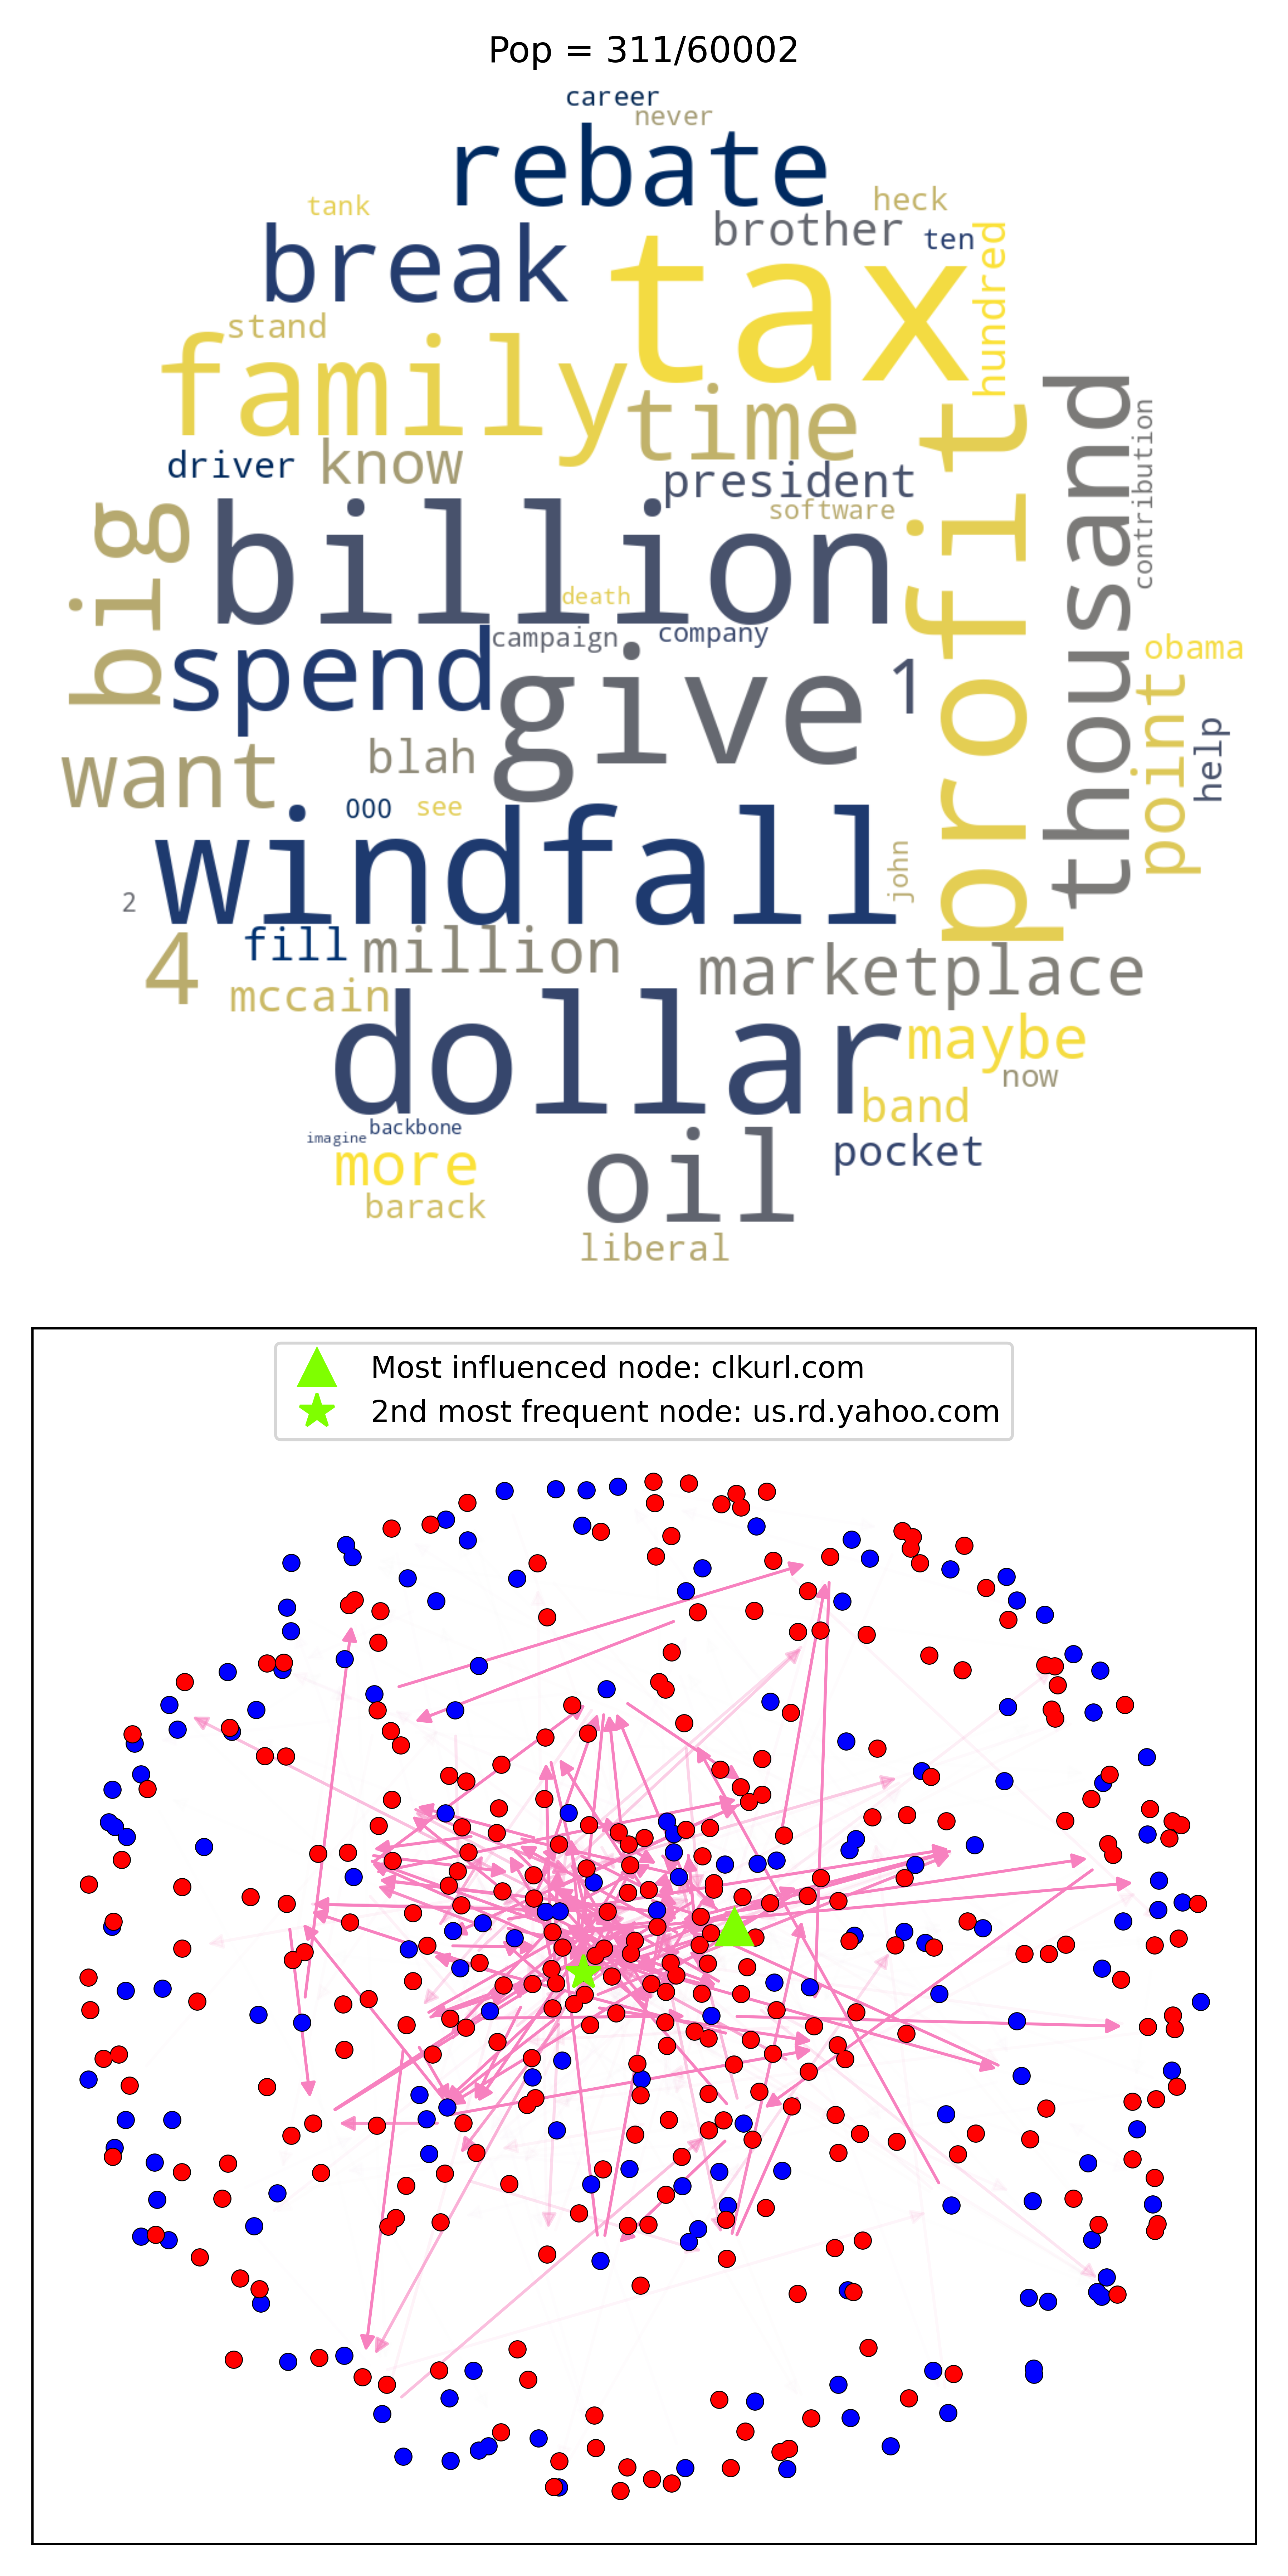 Pop = 311/60002
career
never
rebate
tank
heck
brother
ten
break
tax
hundred
stand
family
time
thousand
contribution
driver
know
president
profit
software
big
billion
death
campaign
company
spend
give
1
obama
point
help
want
blah
000
see
windfall
john
2
fill
million
4
marketplace
mccain
dollar
maybe
now
band
backbone
imagine
oil
pocket
more
barack
liberal
Most influenced node: clkurl.com
2nd most frequent node: us.rd.yahoo.com